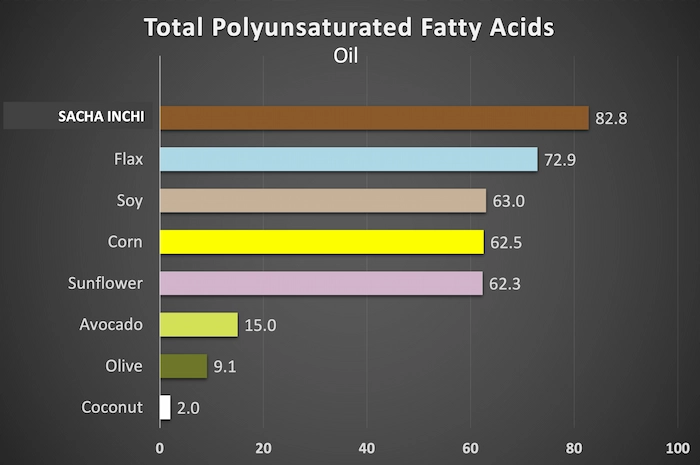 Total Polyunsaturated Fatty Acids
Oil
SACHA INCHI 82.8
Flax 72.9
Soy 63.0
Corn 62.5
Sunflower 62.3
Avocado 15.0
Olive 9.1
Coconut 2.0
0 20 40 60 80 100